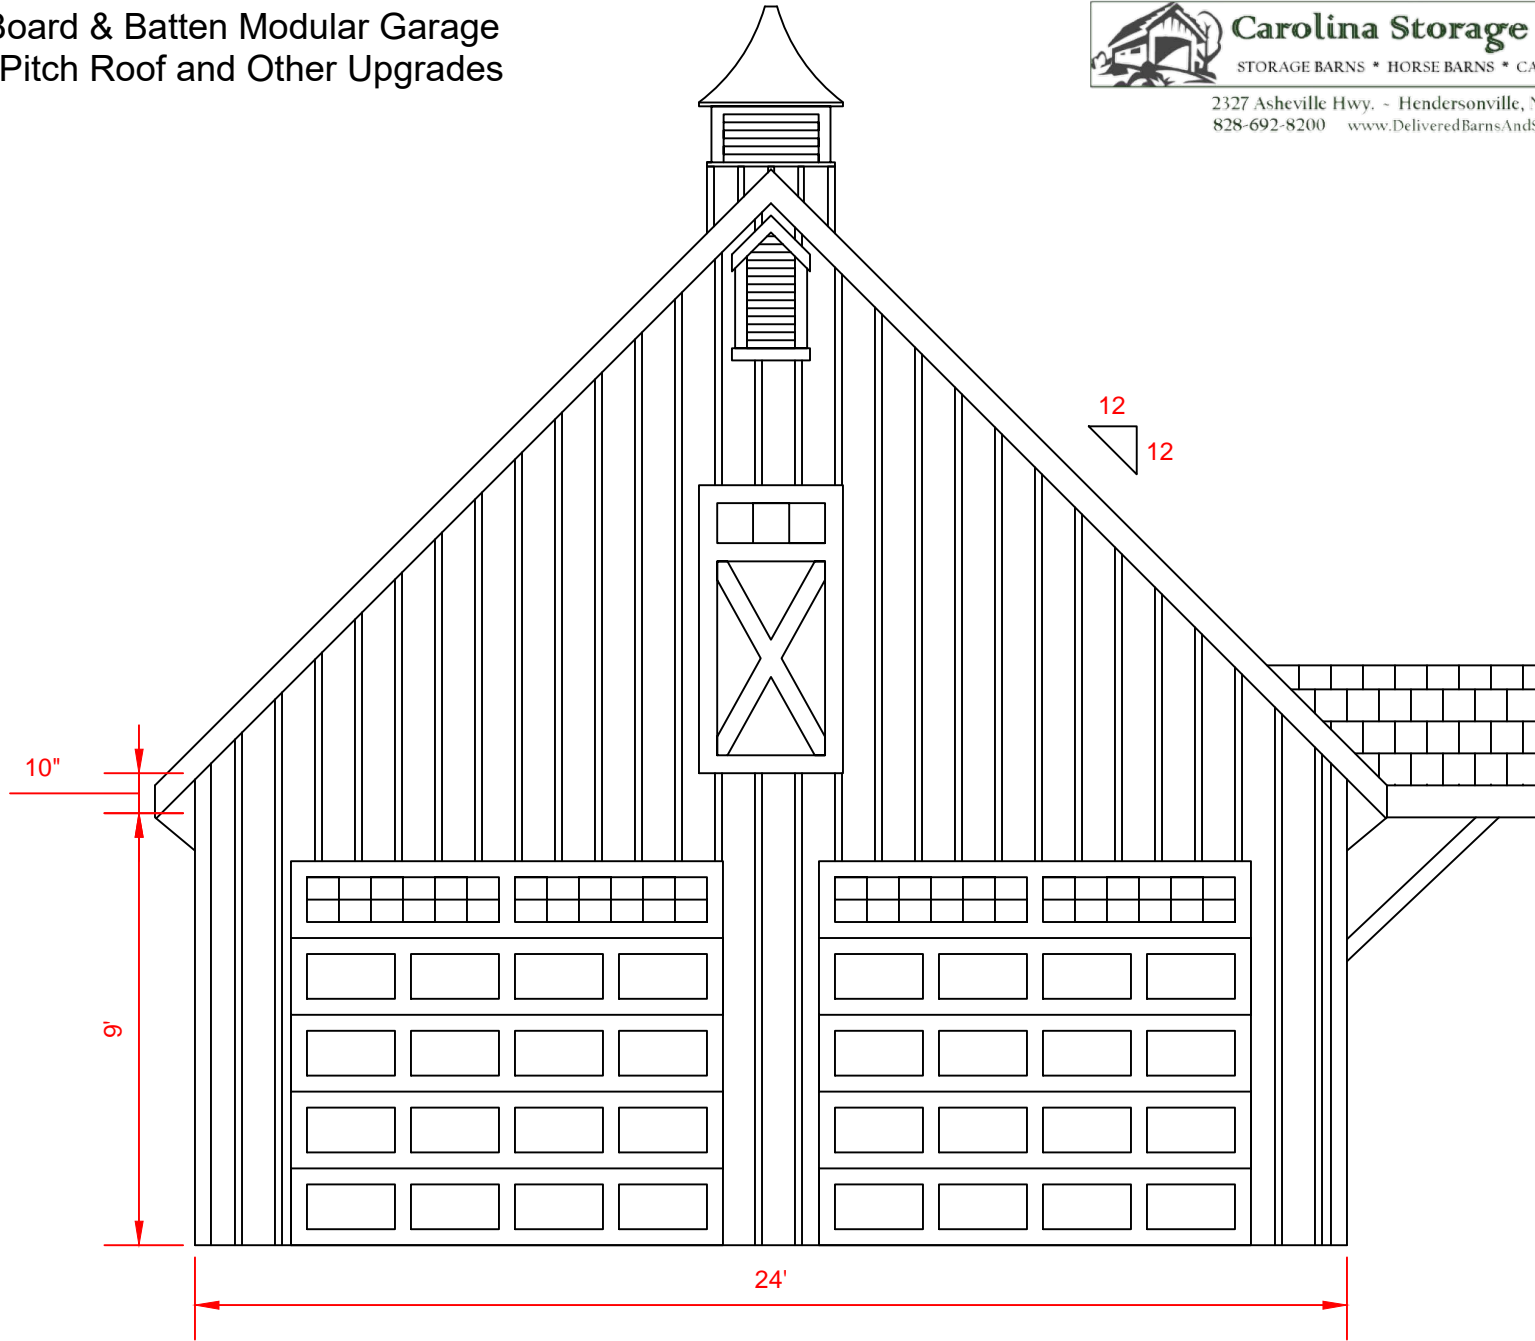 Board & Batten Modular Garage
Pitch Roof and Other Upgrades
Carolina Storage
STORAGE BARNS * HORSE BARNS * CA
2327 Asheville Hwy. - Hendersonville,
828-692-8200 www.DeliveredBarnsAnd
12
12
10"
9'
24'